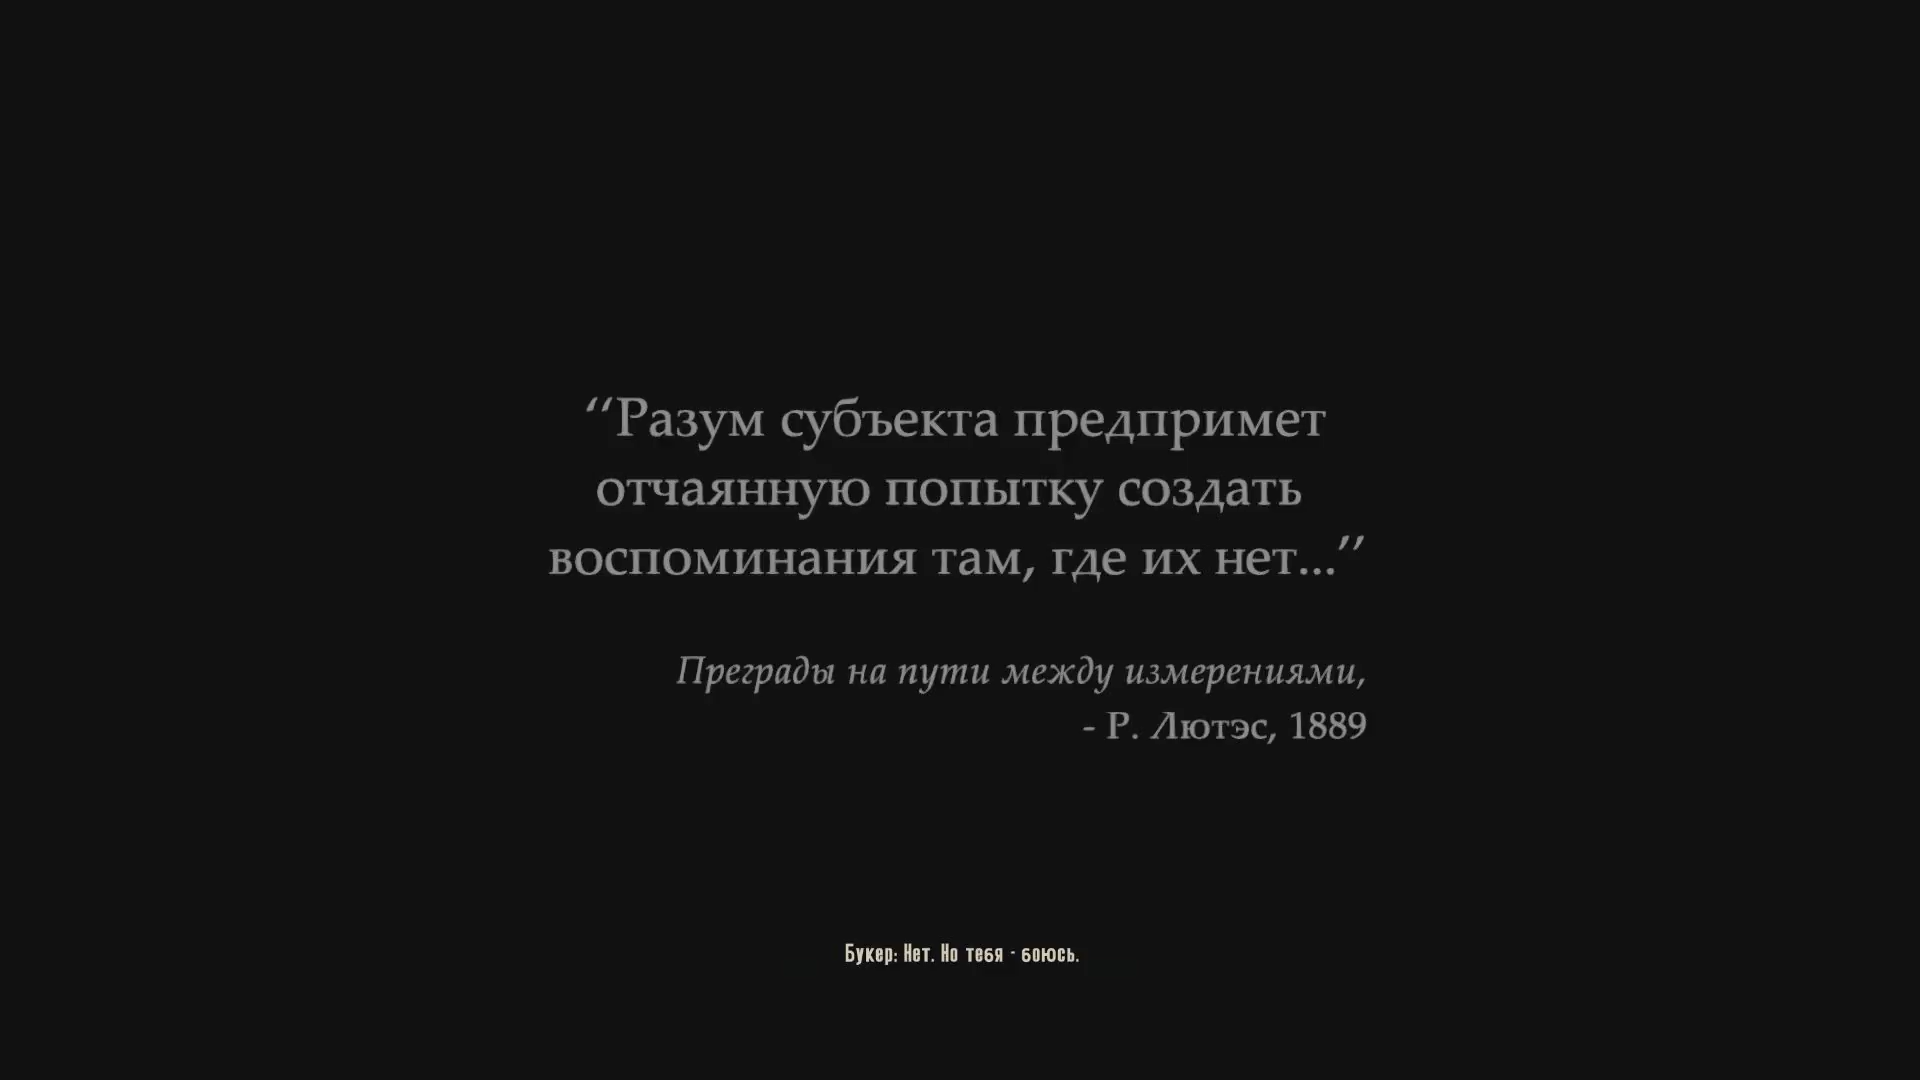 “Разум субъекта предпримет
отчаянную попытку создать
воспоминания там, где их нет...”
Преграды на пути между измерениями,
- Р. Лютэс, 1889
Букер: Нет. Но тебя - боюсь.